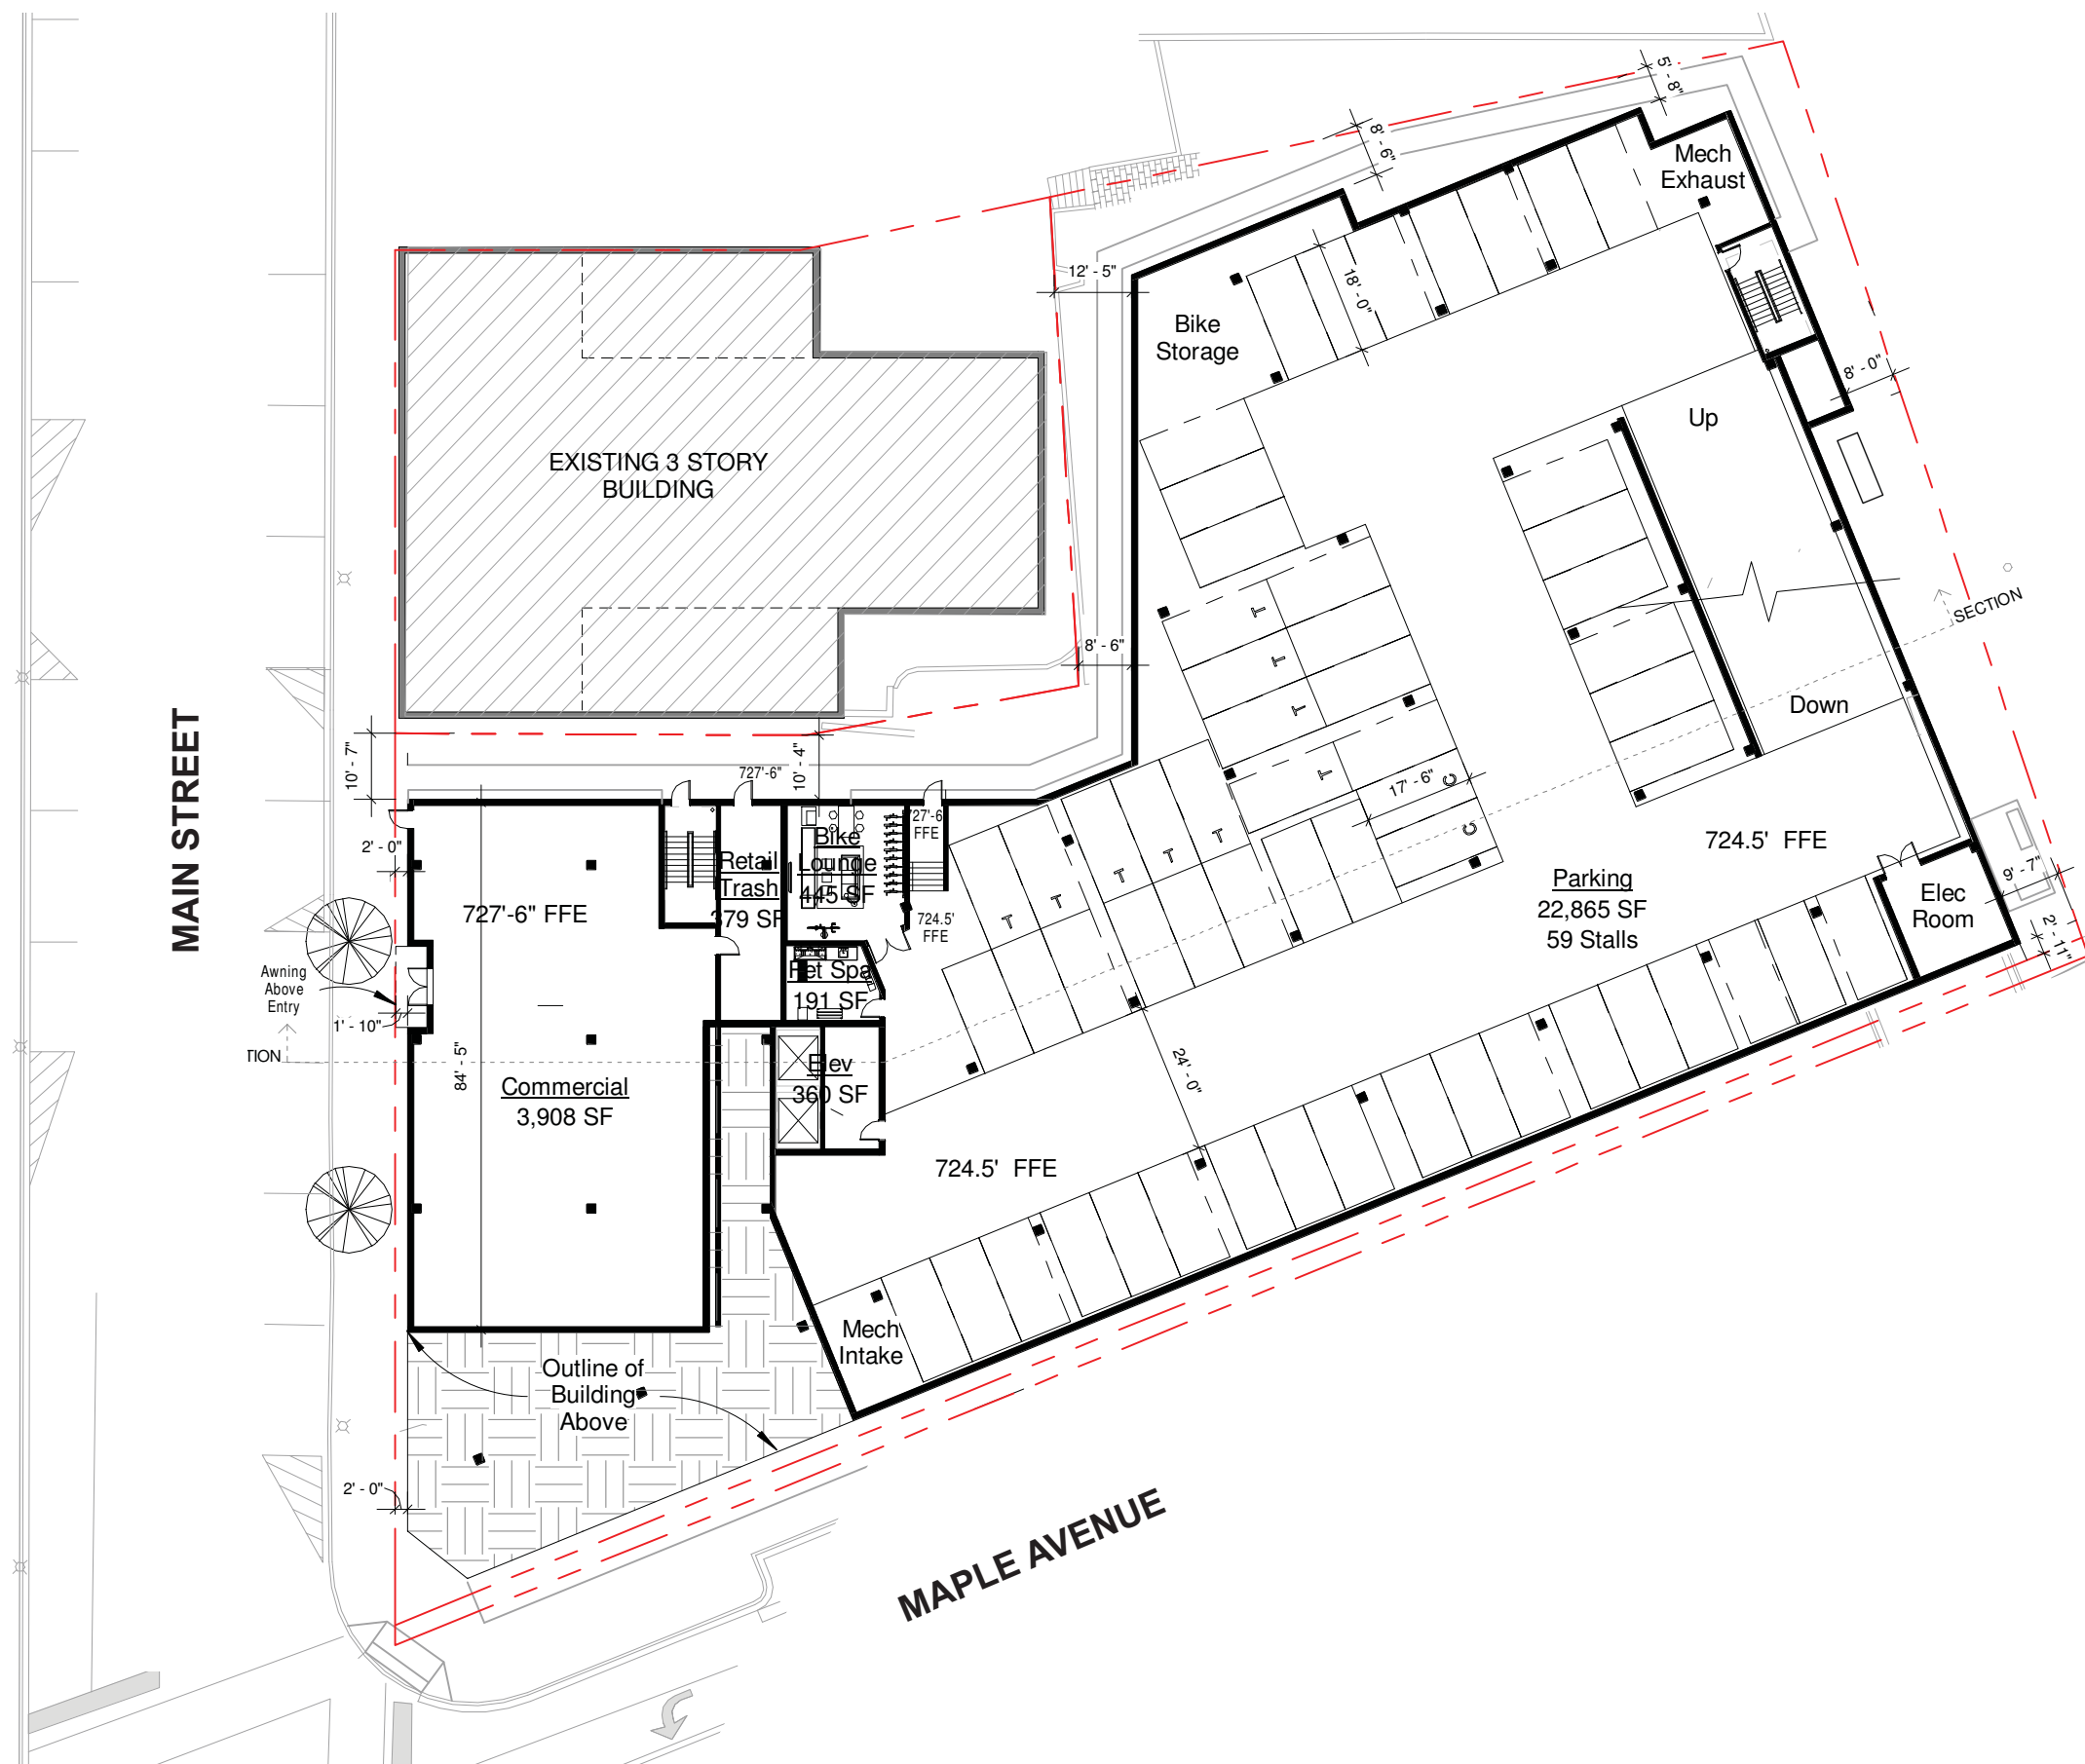 5' - 8"
8' - 6"
Mech
Exhaust
12' - 5"
18' - 0"
Bike
Storage
8' - 0"
Up
EXISTING 3 STORY
BUILDING
T
T
T
T
SECTION
8' - 6"
Down
MAIN STREET
10' - 7"
727'-6"
10' - 4"
17' - 6"
C
C
2' - 0"
Retail
Trash
379 SF
Bike
Lounge
445 SF
727'-6
FFE
T
T
T
T
T
724.5' FFE
Parking
22,865 SF
59 Stalls
Elec
Room
9' - 7"
2' - 11"
727'-6" FFE
724.5'
FFE
Awning
Above
Entry
1' - 10"
Pet Spa
191 SF
TION
84' - 5"
Commercial
3,908 SF
Elev
360 SF
24' - 0"
724.5' FFE
Mech
Intake
Outline of
Building
Above
2' - 0"
MAPLE AVENUE